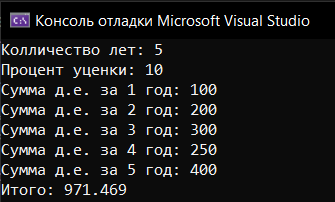 Консоль отладки Microsoft Visual Studio
Колличество лет: 5
Процент уценки: 10
Сумма д.е. за 1 год: 100
Сумма д.е. за 2 год: 200
Сумма д.е. за 3 год: 300
Сумма д.е. за 4 год: 250
Сумма д.е. за 5 год: 400
Итого: 971.469